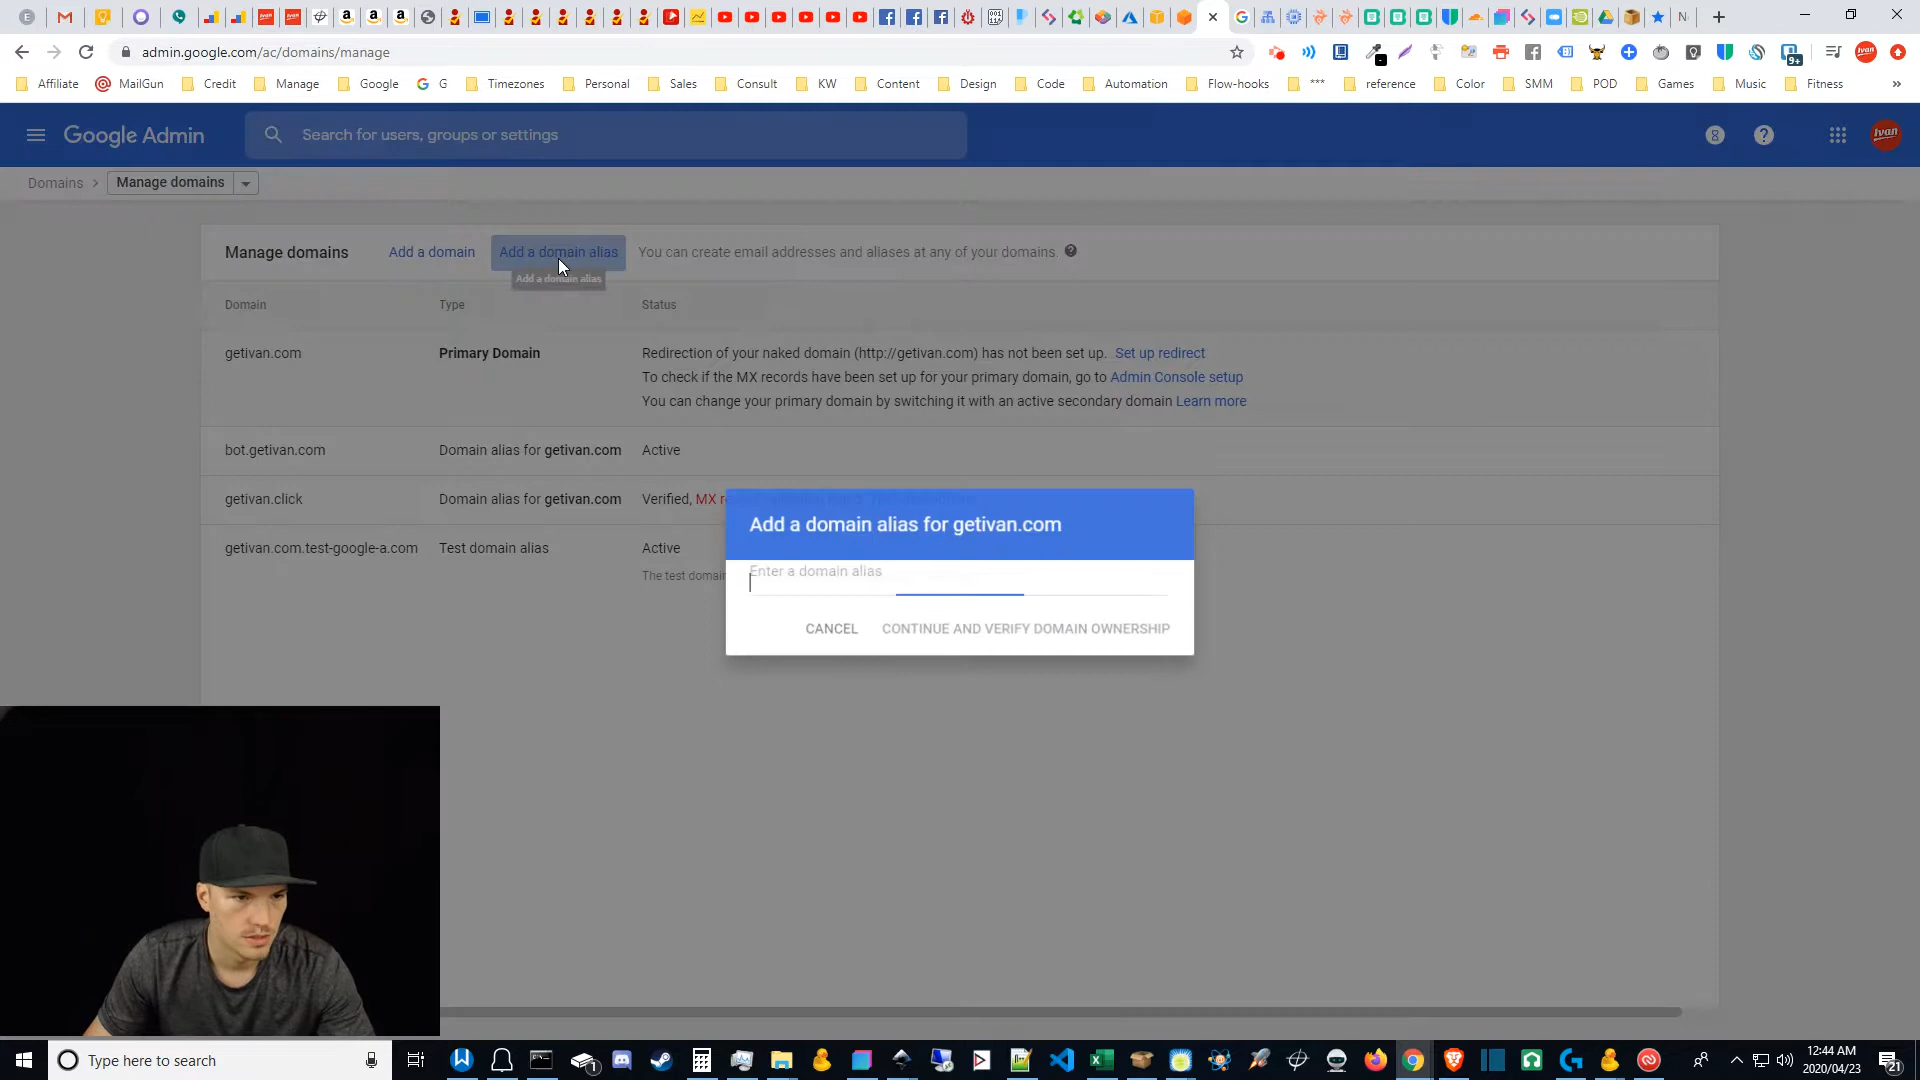 admin.google.com/ac/domains/manage
Affiliate MailGun Credit Manage Google G Timezones Personal Sales Consult KW Content Design Code Automation Flow-hooks *** reference Color SMM POD Games Music Fitness »
Google Admin Search for users, groups or settings
Domains > Manage domains
Manage domains Add a domain Add a domain alias You can create email addresses and aliases at any of your domains.
Add a domain alias
Domain Type Status
getivan.com Primary Domain Redirection of your naked domain (http://getivan.com) has not been set up. Set up redirect
To check if the MX records have been set up for your primary domain, go to Admin Console setup
You can change your primary domain by switching it with an active secondary domain Learn more
bot.getivan.com Domain alias for getivan.com Active
getivan.click Domain alias for getivan.com Verified, MX
getivan.com.test-google-a.com Test domain alias Active
The test domain
Add a domain alias for getivan.com
Enter a domain alias
CANCEL CONTINUE AND VERIFY DOMAIN OWNERSHIP
Type here to search
12:44 AM
2020/04/23